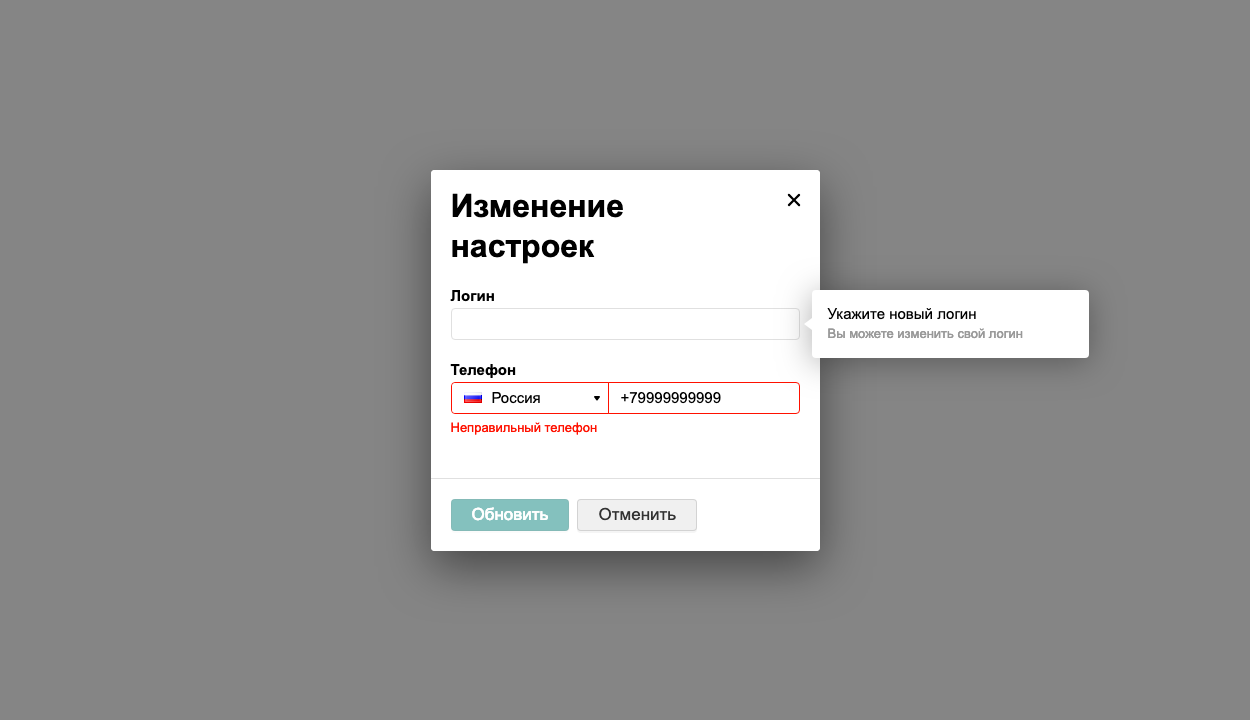 Изменение
настроек
Логин
Укажите новый логин
Вы можете изменить свой логин
Телефон
Россия +79999999999
Неправильный телефон
Обновить Отменить